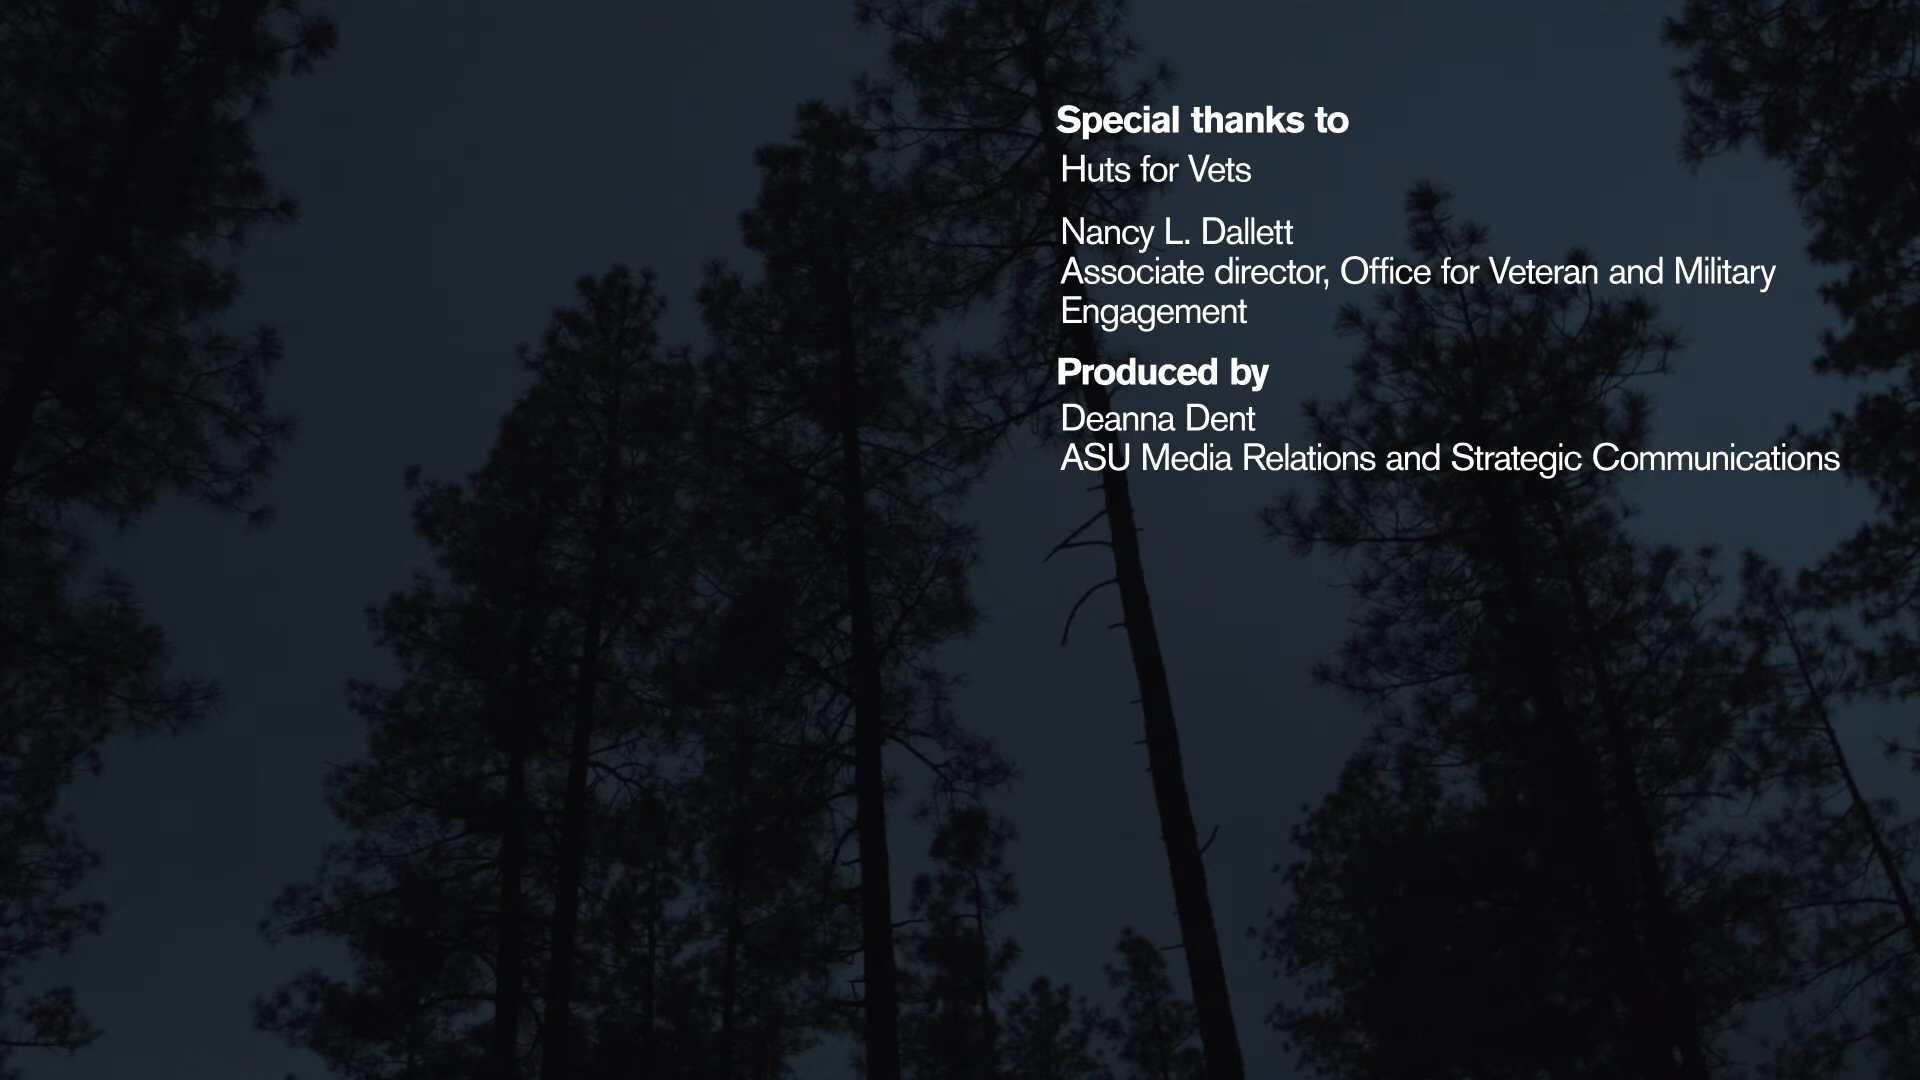 Special thanks to
Huts for Vets
Nancy L. Dallett
Associate director, Office for Veteran and Military
Engagement
Produced by
Deanna Dent
ASU Media Relations and Strategic Communications